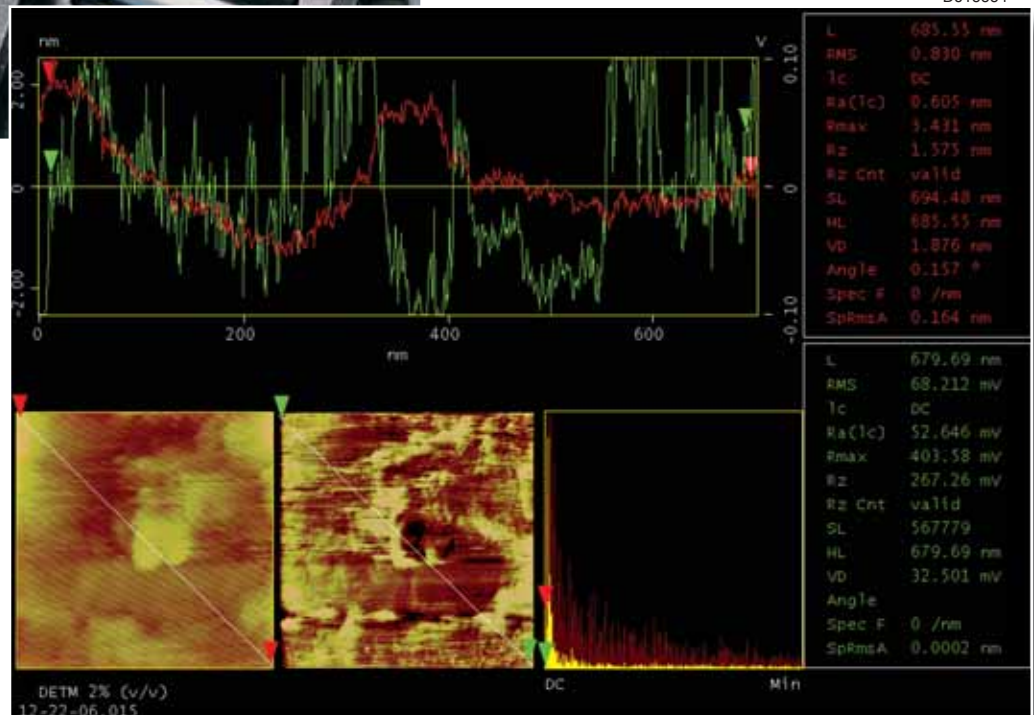 nm
V
2.00
0
-2.00
0.10
0
-0.10
0
200
400
600
nm
L 685.55 nm
RMS 0.830 nm
lc DC
Ra(lc) 0.605 nm
Rmax 3.431 nm
Rz 1.575 nm
Rz Cnt valid
SL 694.48 nm
HL 685.55 nm
VD 1.876 nm
Angle 0.157 °
Spec F 0 /nm
SpRmsA 0.164 nm
L 679.69 nm
RMS 68.212 mV
lc DC
Ra(lc) 52.646 mV
Rmax 403.58 mV
Rz 267.26 mV
Rz Cnt valid
SL 567779
HL 679.69 nm
VD 32.501 mV
Angle
Spec F 0 /nm
SpRmsA 0.0002 nm
DC
Min
DETM 2% (v/v)
12-22-06.015